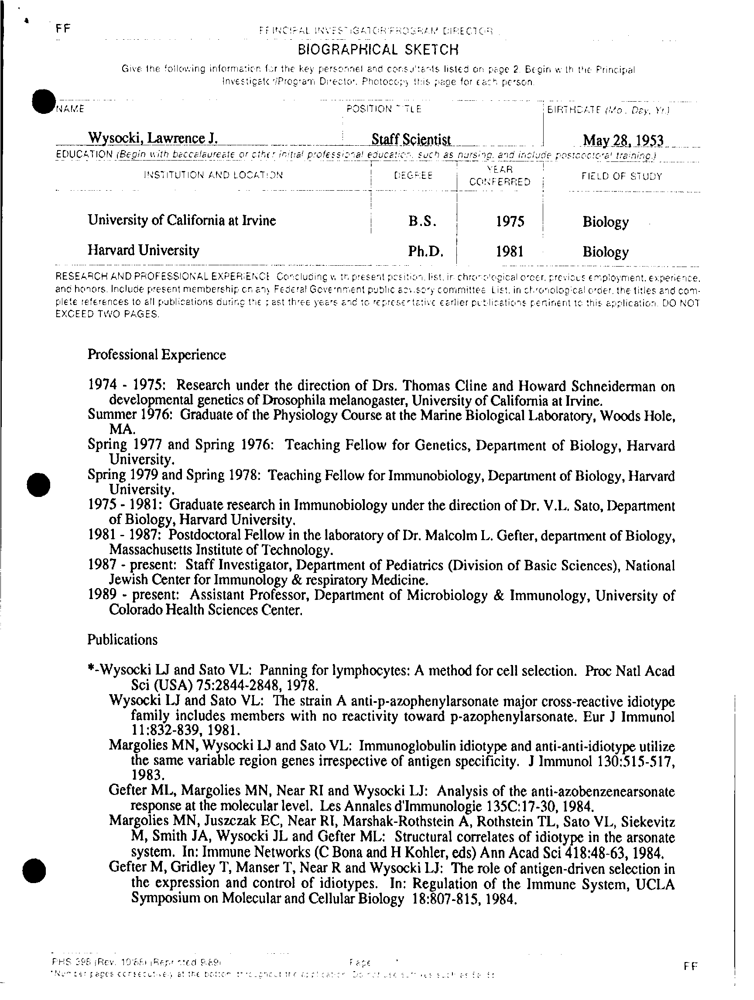 FF
PRINCIPAL INVESTIGATOR/PROGRAM DIRECTOR
BIOGRAPHICAL SKETCH
Give the following information for the key personnel and consultants listed on page 2. Begin with the Principal
Investigator/Program Director. Photocopy this page for each person.
NAME POSITION TITLE BIRTHDATE (Mo., Day, Yr.)
Wysocki, Lawrence J. Staff Scientist May 28, 1953
EDUCATION (Begin with baccalaureate or other initial professional education, such as nursing, and include postdoctoral training.)
INSTITUTION AND LOCATION DEGREE YEAR CONFERRED FIELD OF STUDY
University of California at Irvine B.S. 1975 Biology
Harvard University Ph.D. 1981 Biology
RESEARCH AND PROFESSIONAL EXPERIENCE: Concluding with present position, list, in chronological order, previous employment, experience,
and honors. Include present membership on any Federal Government public advisory committee. List, in chronological order, the titles and com-
plete references to all publications during the past three years and to representative earlier publications pertinent to this application. DO NOT
EXCEED TWO PAGES.
Professional Experience
1974 - 1975: Research under the direction of Drs. Thomas Cline and Howard Schneiderman on
developmental genetics of Drosophila melanogaster, University of California at Irvine.
Summer 1976: Graduate of the Physiology Course at the Marine Biological Laboratory, Woods Hole,
MA.
Spring 1977 and Spring 1976: Teaching Fellow for Genetics, Department of Biology, Harvard
University.
Spring 1979 and Spring 1978: Teaching Fellow for Immunobiology, Department of Biology, Harvard
University.
1975 - 1981: Graduate research in Immunobiology under the direction of Dr. V.L. Sato, Department
of Biology, Harvard University.
1981 - 1987: Postdoctoral Fellow in the laboratory of Dr. Malcolm L. Gefter, department of Biology,
Massachusetts Institute of Technology.
1987 - present: Staff Investigator, Department of Pediatrics (Division of Basic Sciences), National
Jewish Center for Immunology & respiratory Medicine.
1989 - present: Assistant Professor, Department of Microbiology & Immunology, University of
Colorado Health Sciences Center.
Publications
*-Wysocki LJ and Sato VL: Panning for lymphocytes: A method for cell selection. Proc Natl Acad
Sci (USA) 75:2844-2848, 1978.
Wysocki LJ and Sato VL: The strain A anti-p-azophenylarsonate major cross-reactive idiotype
family includes members with no reactivity toward p-azophenylarsonate. Eur J Immunol
11:832-839, 1981.
Margolies MN, Wysocki LJ and Sato VL: Immunoglobulin idiotype and anti-anti-idiotype utilize
the same variable region genes irrespective of antigen specificity. J Immunol 130:515-517,
1983.
Gefter ML, Margolies MN, Near RI and Wysocki LJ: Analysis of the anti-azobenzenearsonate
response at the molecular level. Les Annales d'Immunologie 135C:17-30, 1984.
Margolies MN, Juszczak EC, Near RI, Marshak-Rothstein A, Rothstein TL, Sato VL, Siekevitz
M, Smith JA, Wysocki JL and Gefter ML: Structural correlates of idiotype in the arsonate
system. In: Immune Networks (C Bona and H Kohler, eds) Ann Acad Sci 418:48-63, 1984.
Gefter M, Gridley T, Manser T, Near R and Wysocki LJ: The role of antigen-driven selection in
the expression and control of idiotypes. In: Regulation of the Immune System, UCLA
Symposium on Molecular and Cellular Biology 18:807-815, 1984.
PHS 398 (Rev. 10/88) (Reprinted 9/89) Page
*Number pages consecutively at the bottom throughout the application. Do not use suffixes such as
FF